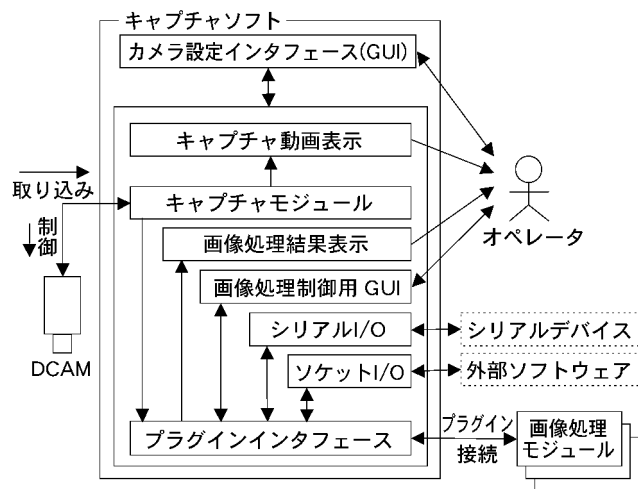 キャプチャソフト
カメラ設定インタフェース(GUI)
キャプチャ動画表示
取り込み
キャプチャモジュール
制御
画像処理結果表示
オペレータ
画像処理制御用 GUI
シリアルI/O
シリアルデバイス
DCAM
ソケットI/O
外部ソフトウェア
プラグインインタフェース
プラグイン
接続
画像処理
モジュール